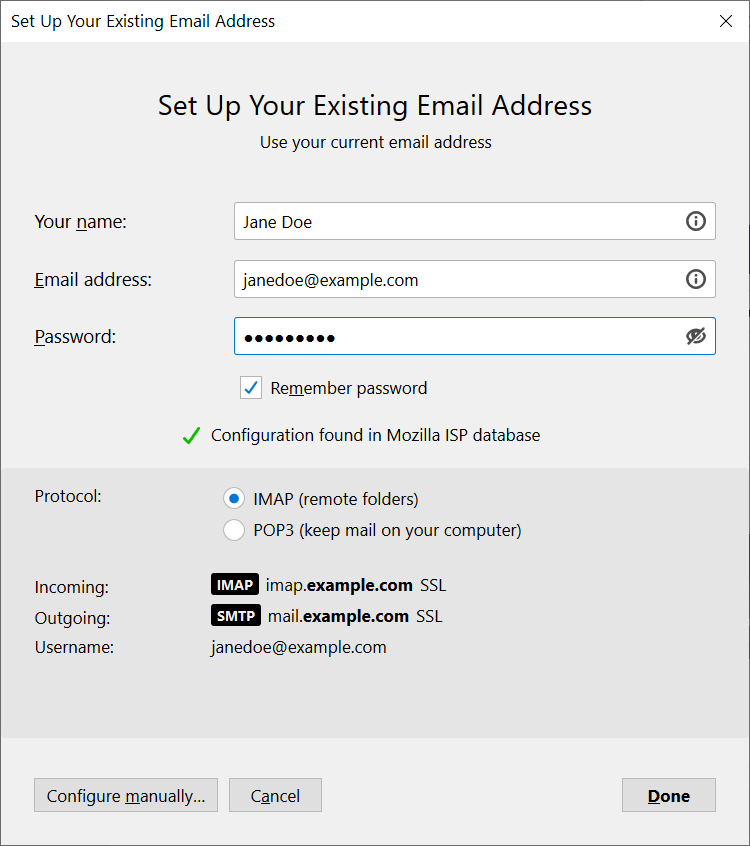 Set Up Your Existing Email Address
Set Up Your Existing Email Address
Use your current email address
Your name: Jane Doe
Email address: janedoe@example.com
Password: ●●●●●●●●●
Remember password
Configuration found in Mozilla ISP database
Protocol: IMAP (remote folders)
POP3 (keep mail on your computer)
Incoming: IMAP imap.example.com SSL
Outgoing: SMTP mail.example.com SSL
Username: janedoe@example.com
Configure manually... Cancel Done